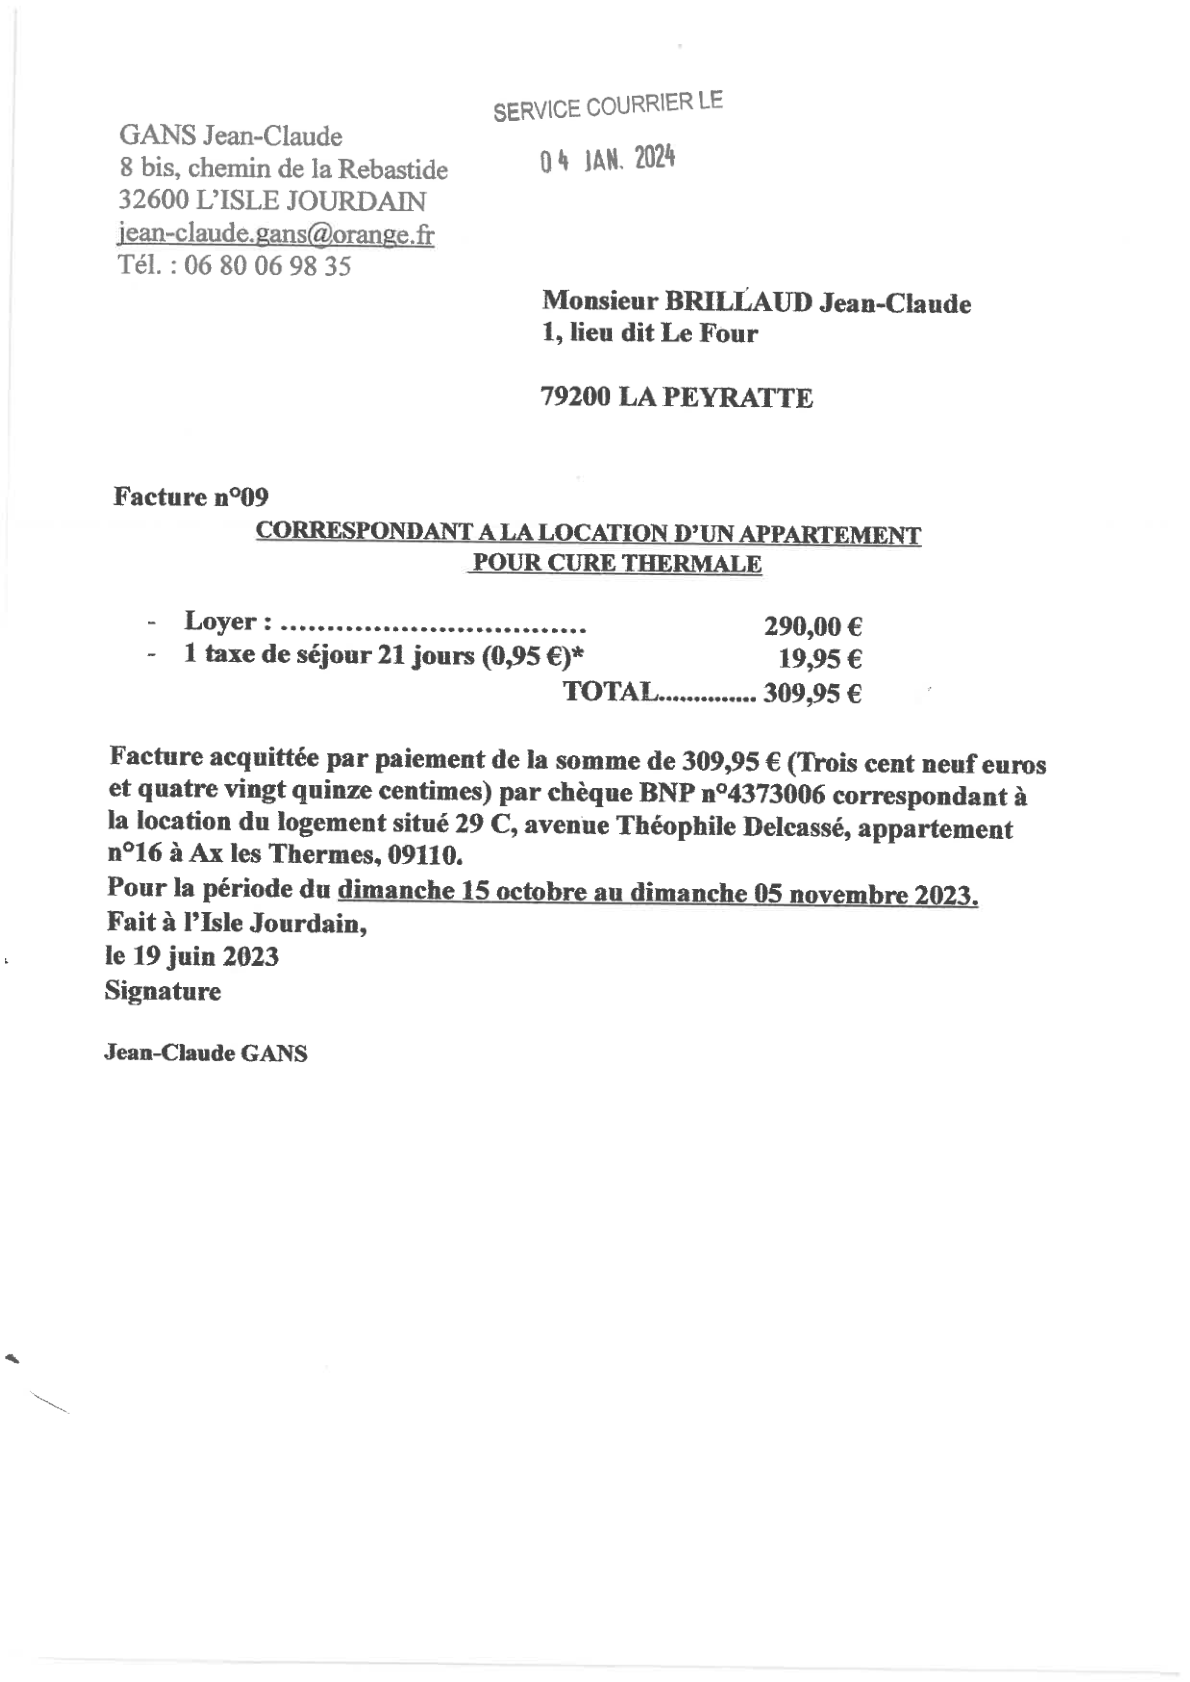 SERVICE COURRIER LE
04 JAN. 2024
GANS Jean-Claude
8 bis, chemin de la Rebastide
32600 L'ISLE JOURDAIN
jean-claude.gans@orange.fr
Tél. : 06 80 06 98 35
Monsieur BRILLAUD Jean-Claude
1, lieu dit Le Four
79200 LA PEYRATTE
Facture n°09
CORRESPONDANT A LA LOCATION D'UN APPARTEMENT
POUR CURE THERMALE
- Loyer : ................................. 290,00 €
- 1 taxe de séjour 21 jours (0,95 €)* 19,95 €
TOTAL.............. 309,95 €
Facture acquittée par paiement de la somme de 309,95 € (Trois cent neuf euros
et quatre vingt quinze centimes) par chèque BNP n°4373006 correspondant à
la location du logement situé 29 C, avenue Théophile Delcassé, appartement
n°16 à Ax les Thermes, 09110.
Pour la période du dimanche 15 octobre au dimanche 05 novembre 2023.
Fait à l'Isle Jourdain,
le 19 juin 2023
Signature
Jean-Claude GANS